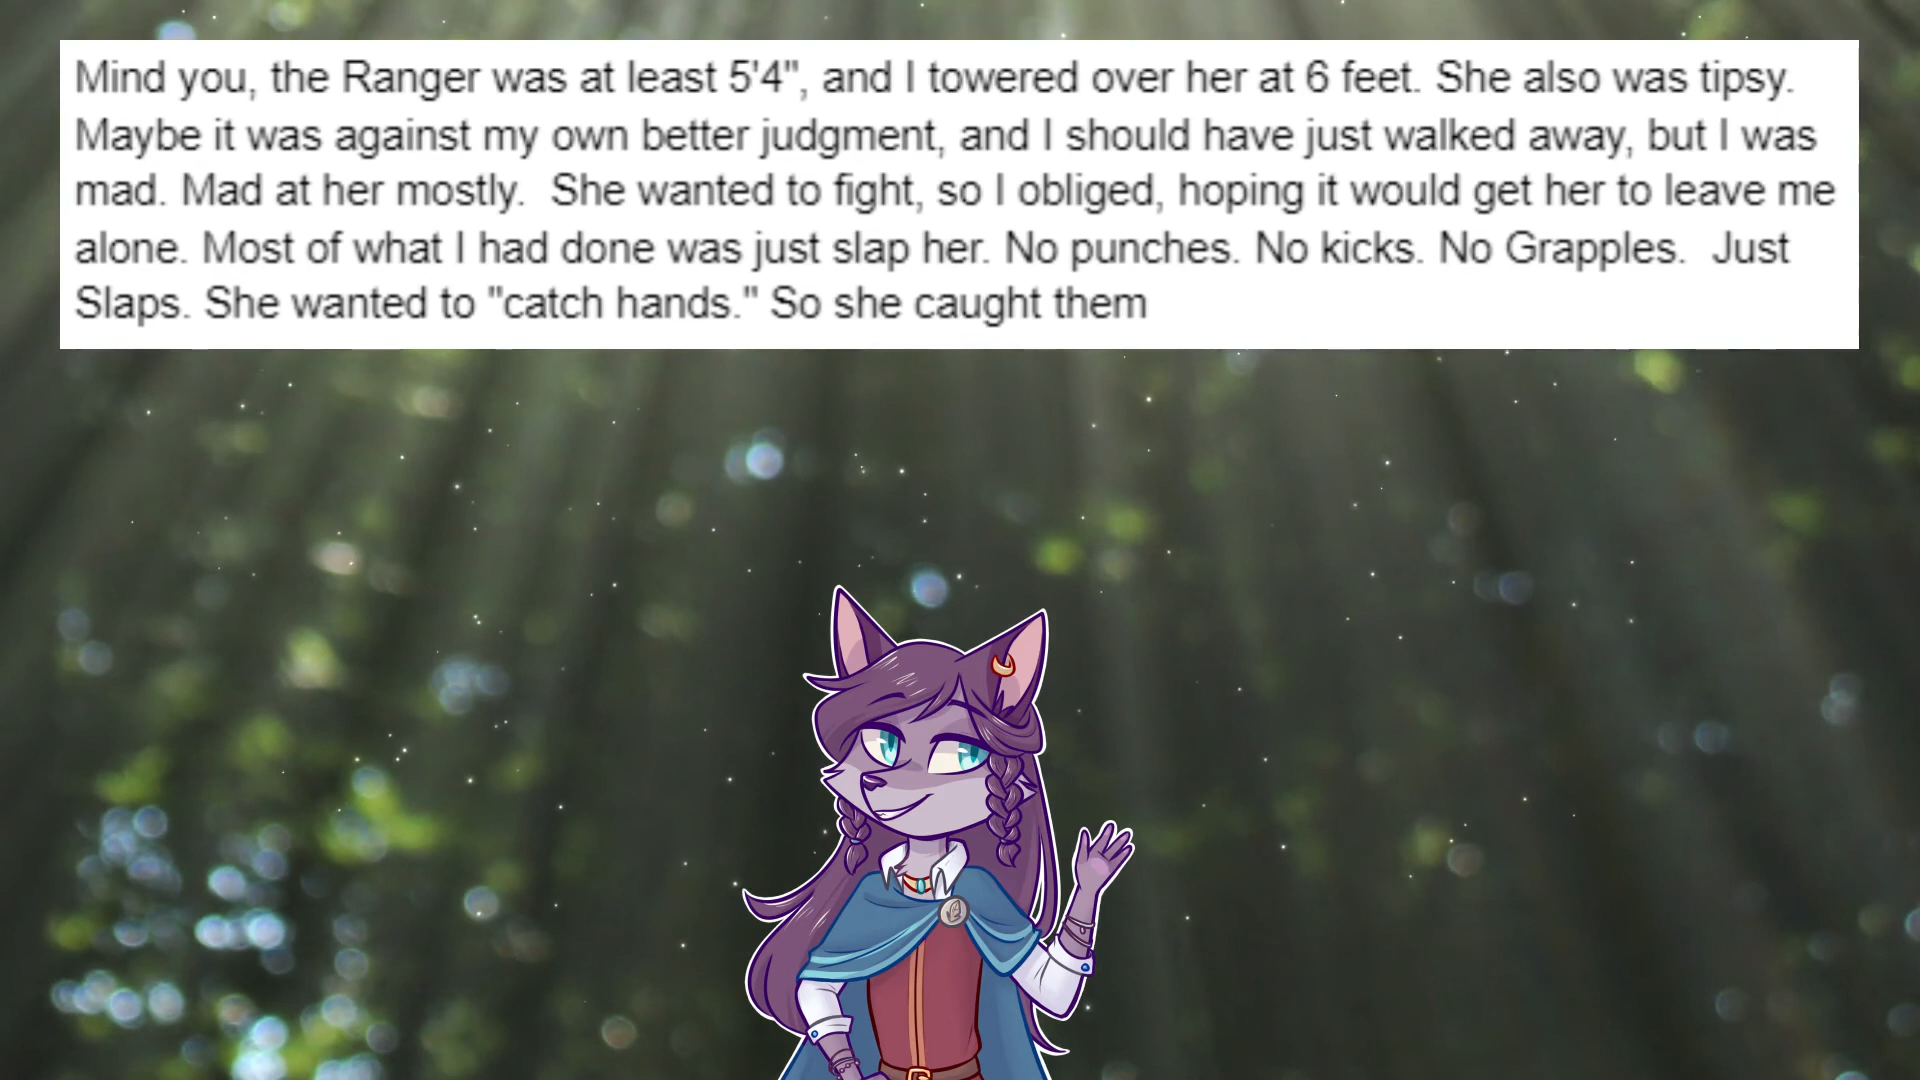 Mind you, the Ranger was at least 5'4", and I towered over her at 6 feet. She also was tipsy.
Maybe it was against my own better judgment, and I should have just walked away, but I was
mad. Mad at her mostly.  She wanted to fight, so I obliged, hoping it would get her to leave me
alone. Most of what I had done was just slap her. No punches. No kicks. No Grapples.  Just
Slaps. She wanted to "catch hands." So she caught them